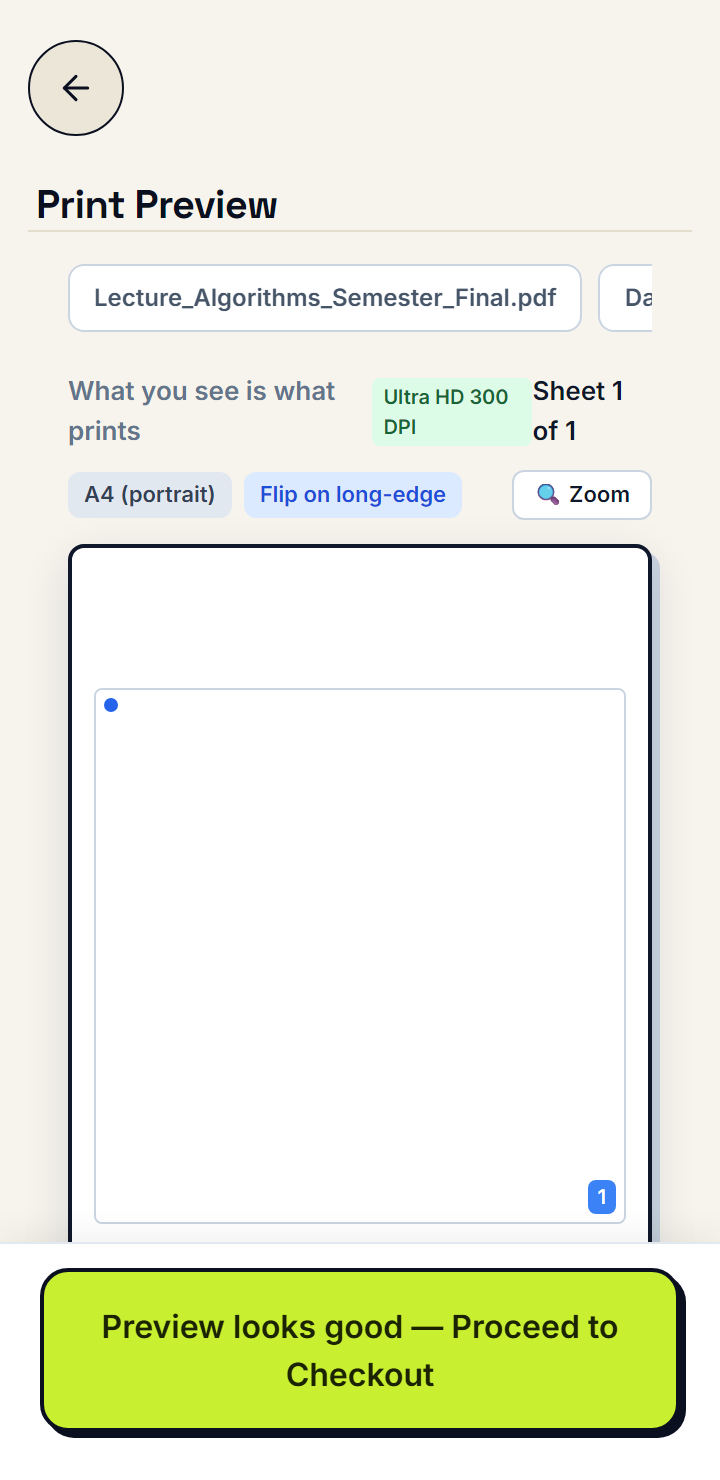 Print Preview
Lecture_Algorithms_Semester_Final.pdf
Da
What you see is what
prints
Ultra HD 300
DPI
Sheet 1
of 1
A4 (portrait)
Flip on long-edge
🔍 Zoom
1
Preview looks good — Proceed to
Checkout